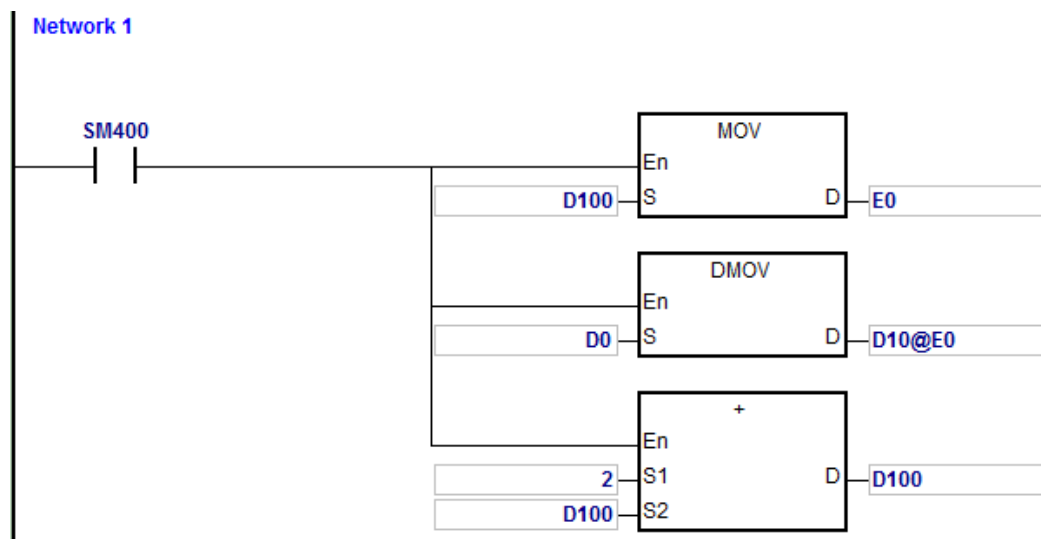 Network 1
SM400
MOV
En
D100 S D E0
DMOV
En
D0 S D D10@E0
+
En
2 S1 D D100
D100 S2